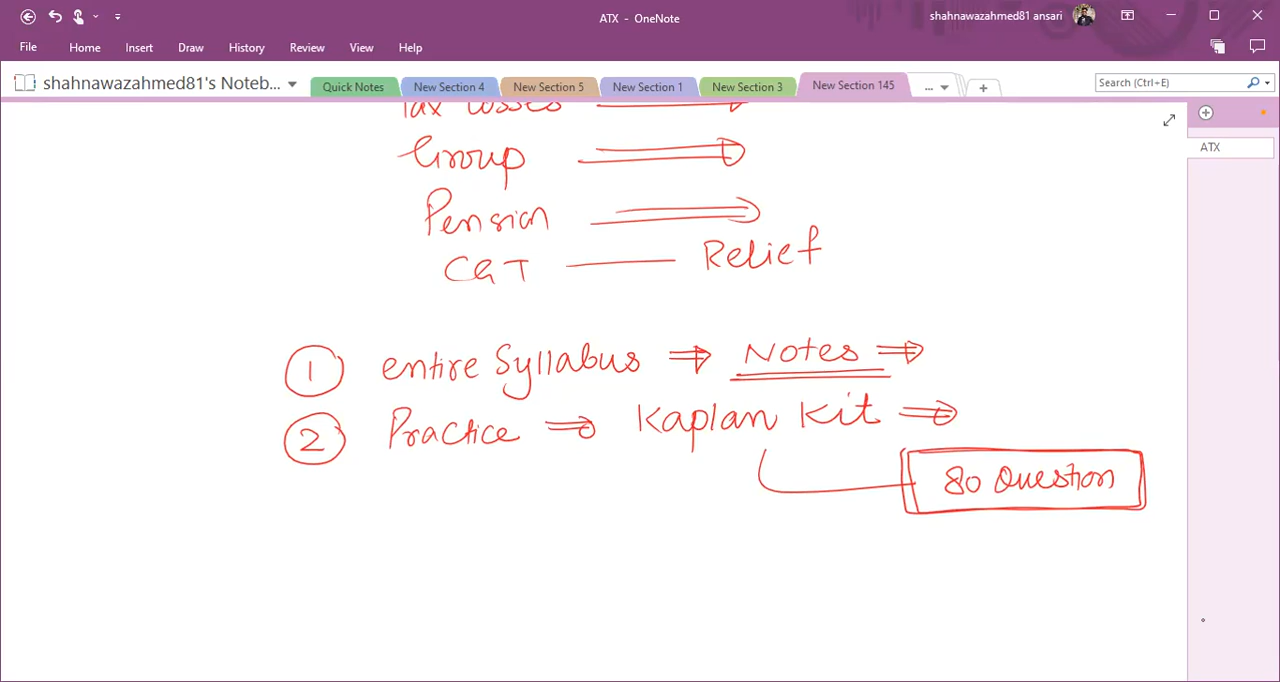 ATX - OneNote
shahnawazahmed81 ansari
File Home Insert Draw History Review View Help
shahnawazahmed81's Noteb...
Quick Notes
New Section 4
New Section 5
New Section 1
New Section 3
New Section 145
...
Search (Ctrl+E)
ATX
Tax Losses
Group
Pension
CGT Relief
1 entire Syllabus ⇒ Notes ⇒
2 Practice ⇒ Kaplan Kit ⇒
80 Question